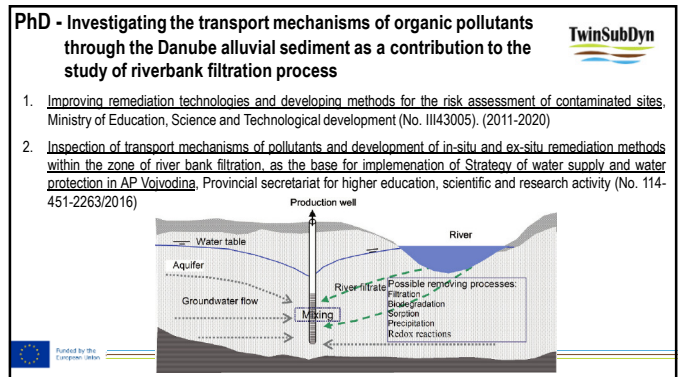 PhD - Investigating the transport mechanisms of organic pollutants
through the Danube alluvial sediment as a contribution to the
study of riverbank filtration process
TwinSubDyn
1. Improving remediation technologies and developing methods for the risk assessment of contaminated sites,
Ministry of Education, Science and Technological development (No. III43005). (2011-2020)
2. Inspection of transport mechanisms of pollutants and development of in-situ and ex-situ remediation methods
within the zone of river bank filtration, as the base for implemenation of Strategy of water supply and water
protection in AP Vojvodina, Provincial secretariat for higher education, scientific and research activity (No. 114-
451-2263/2016)
Production well
River
Water table
Aquifer
Groundwater flow
River filtrate
Mixing
Possible removing processes:
Filtration
Biodegradation
Sorption
Precipitation
Redox reactions
Funded by the
European Union